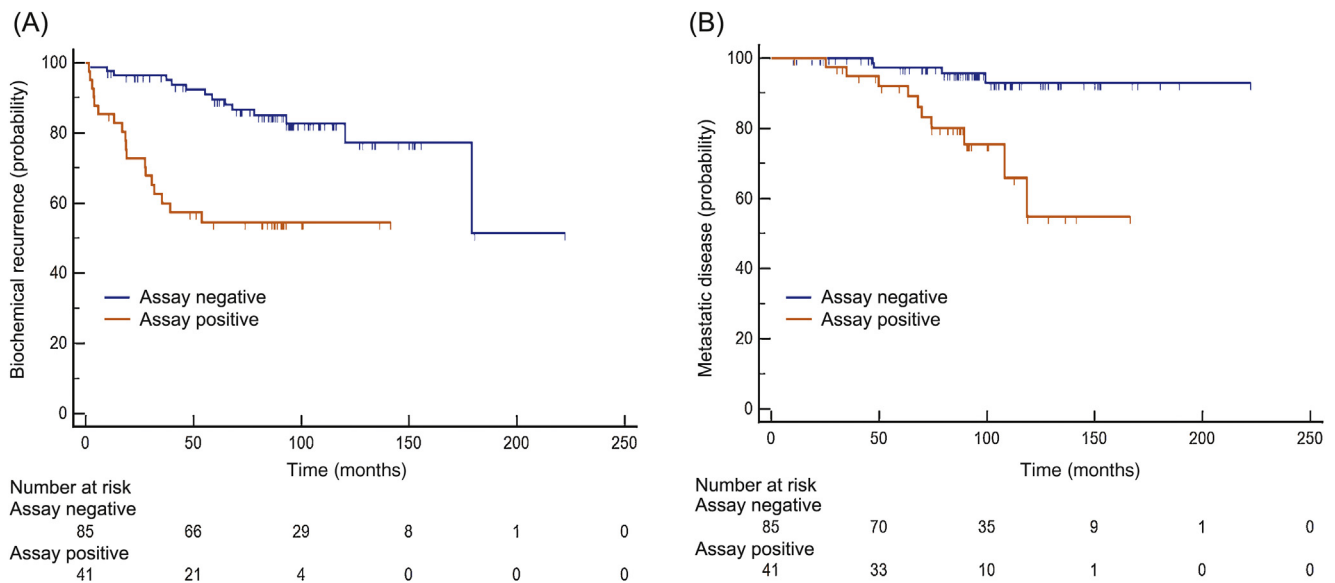 (A)
Biochemical recurrence (probability)
100
80
60
40
20
0
Assay negative
Assay positive
0 50 100 150 200 250
Time (months)
Number at risk
Assay negative
85 66 29 8 1 0
Assay positive
41 21 4 0 0 0
(B)
Metastatic disease (probability)
100
80
60
40
20
0
Assay negative
Assay positive
0 50 100 150 200 250
Time (months)
Number at risk
Assay negative
85 70 35 9 1 0
Assay positive
41 33 10 1 0 0